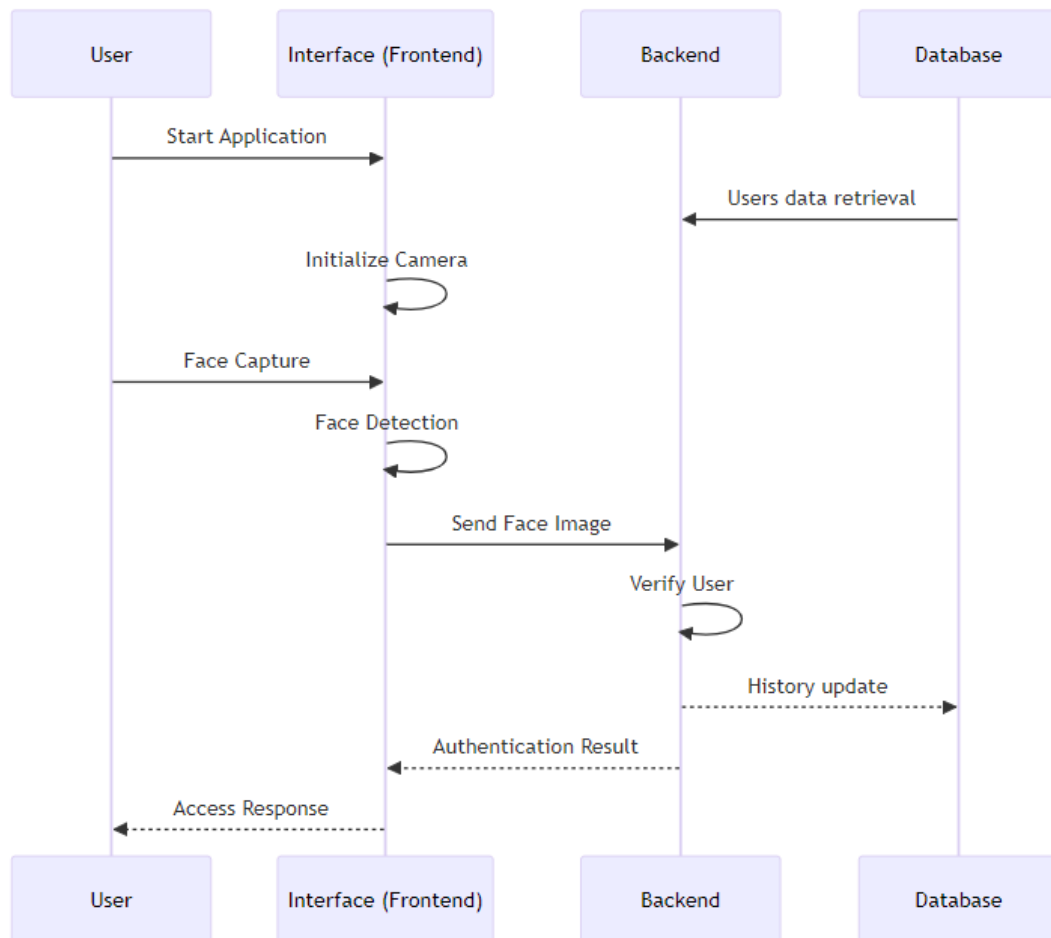 User
Interface (Frontend)
Backend
Database
Start Application
Users data retrieval
Initialize Camera
Face Capture
Face Detection
Send Face Image
Verify User
History update
Authentication Result
Access Response
User
Interface (Frontend)
Backend
Database